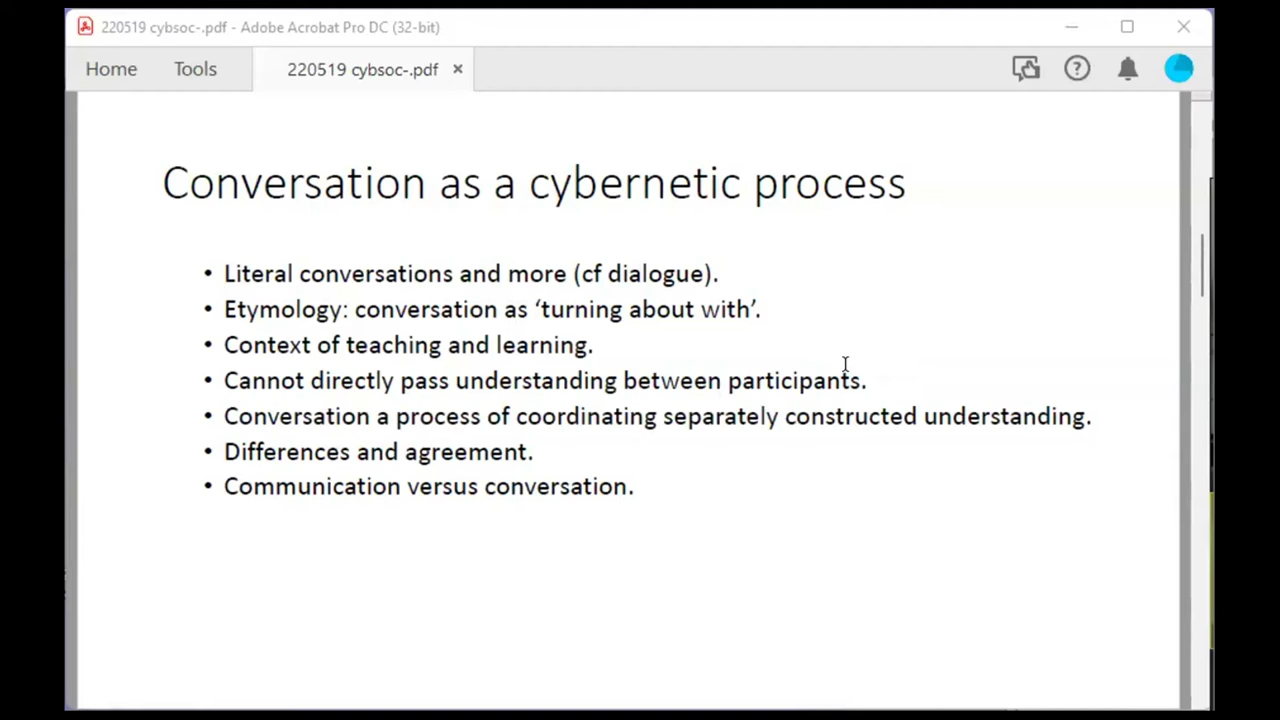 220519 cybsoc-.pdf - Adobe Acrobat Pro DC (32-bit)
Home Tools 220519 cybsoc-.pdf
Conversation as a cybernetic process
• Literal conversations and more (cf dialogue).
• Etymology: conversation as ‘turning about with’.
• Context of teaching and learning.
• Cannot directly pass understanding between participants.
• Conversation a process of coordinating separately constructed understanding.
• Differences and agreement.
• Communication versus conversation.